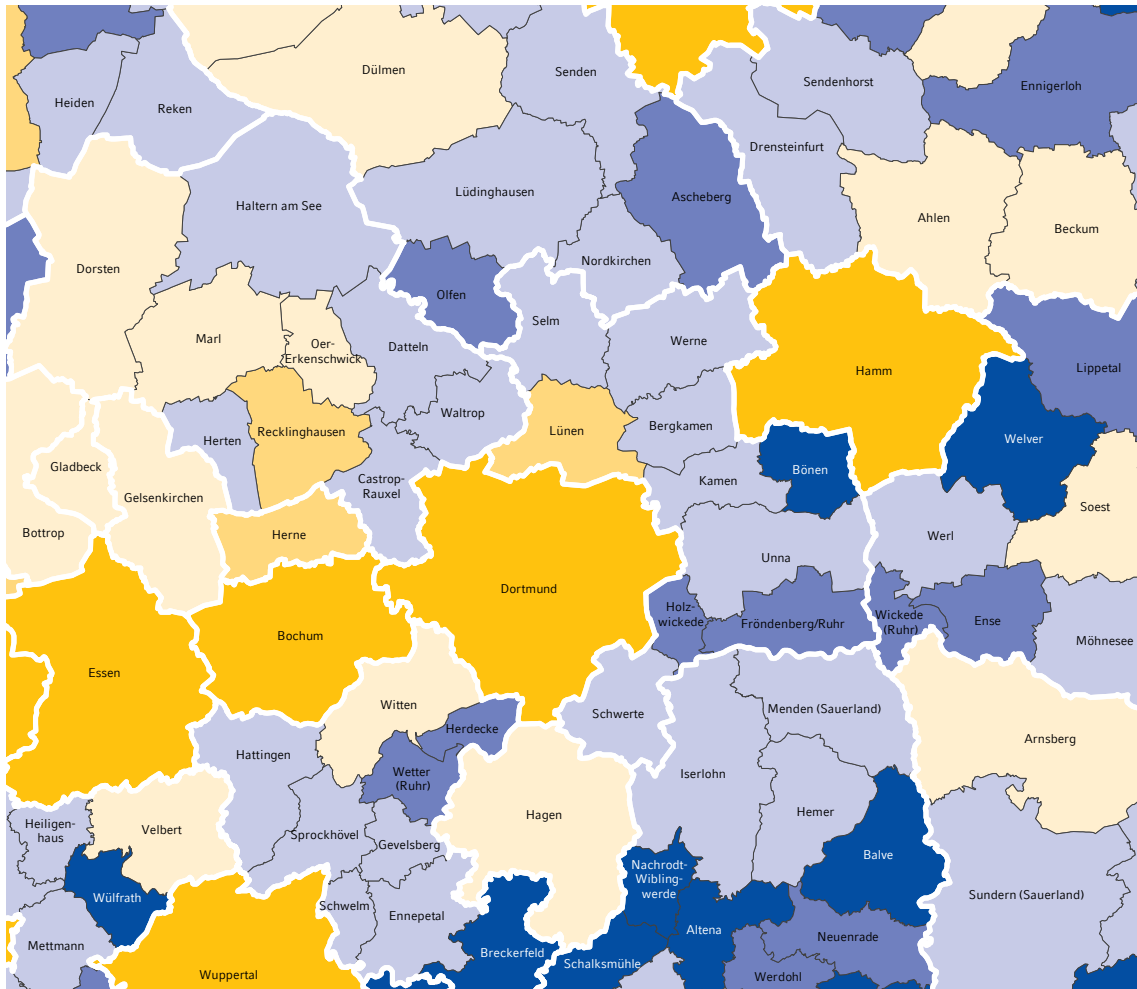 Dülmen
Senden
Sendenhorst
Ennigerloh
Heiden
Reken
Drensteinfurt
Lüdinghausen
Ascheberg
Haltern am See
Ahlen
Beckum
Dorsten
Nordkirchen
Olfen
Selm
Marl
Oer-
Erkenschwick
Datteln
Werne
Hamm
Lippetal
Waltrop
Bergkamen
Recklinghausen
Lünen
Herten
Welver
Gladbeck
Bönen
Gelsenkirchen
Castrop-
Rauxel
Kamen
Soest
Bottrop
Herne
Werl
Unna
Dortmund
Holz-
wickede
Fröndenberg/Ruhr
Wickede
(Ruhr)
Ense
Bochum
Möhnesee
Essen
Witten
Schwerte
Menden (Sauerland)
Herdecke
Arnsberg
Hattingen
Wetter
(Ruhr)
Iserlohn
Hagen
Hemer
Heiligen-
haus
Velbert
Sprockhövel
Gevelsberg
Balve
Nachrodt-
Wibling-
werde
Wülfrath
Sundern (Sauerland)
Schwelm
Ennepetal
Altena
Neuenrade
Mettmann
Breckerfeld
Schalksmühle
Wuppertal
Werdohl